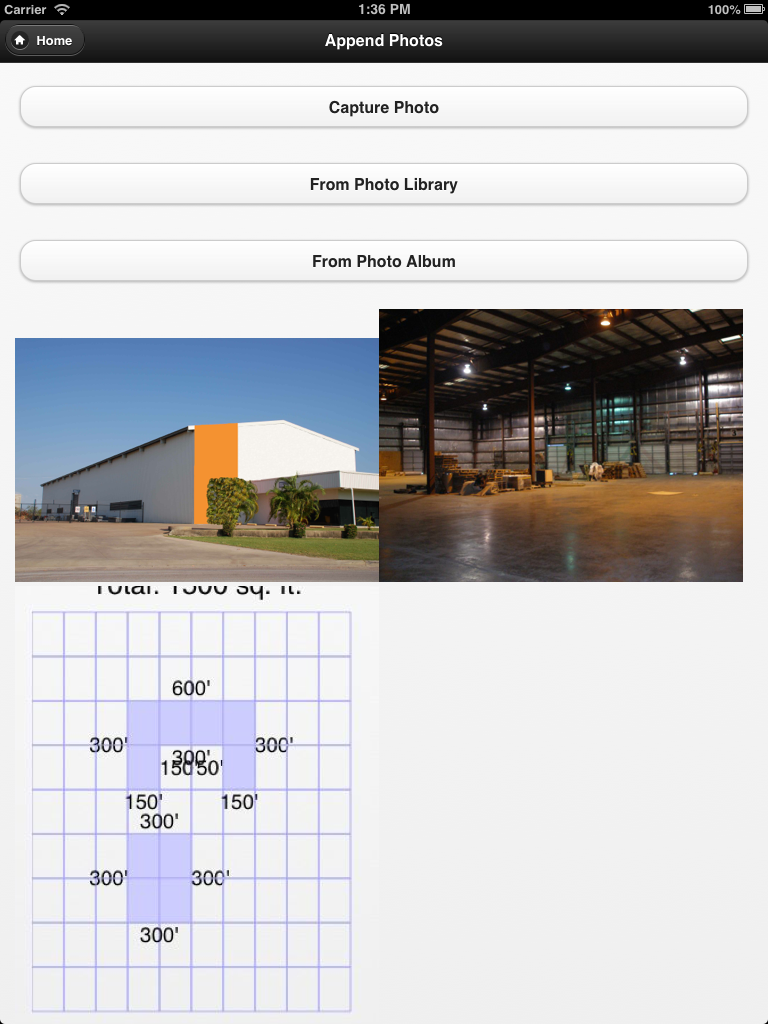 Carrier 1:36 PM 100%
Home Append Photos
Capture Photo
From Photo Library
From Photo Album
Total: 1500 sq. ft.
600'
300' 300'
300'
150' 50'
150' 150'
300'
300' 300'
300'